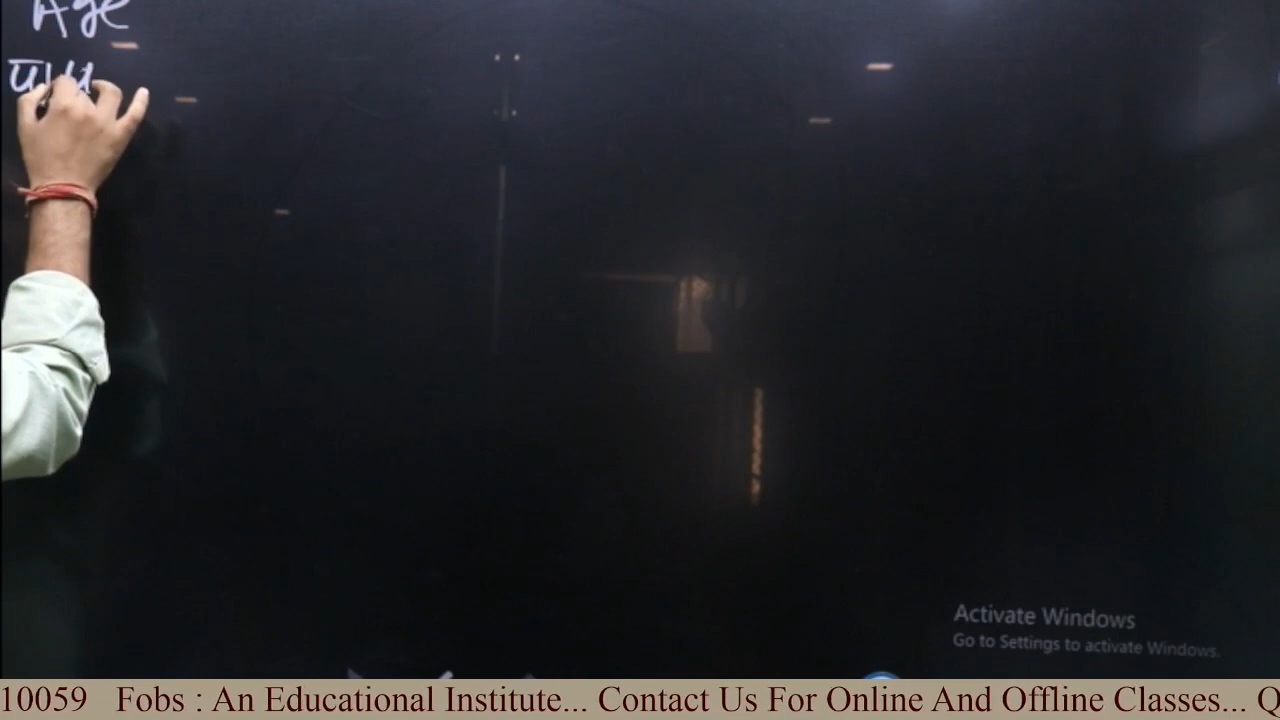 Age
Activate Windows
Go to Settings to activate Windows.
10059 Fobs : An Educational Institute... Contact Us For Online And Offline Classes... Q